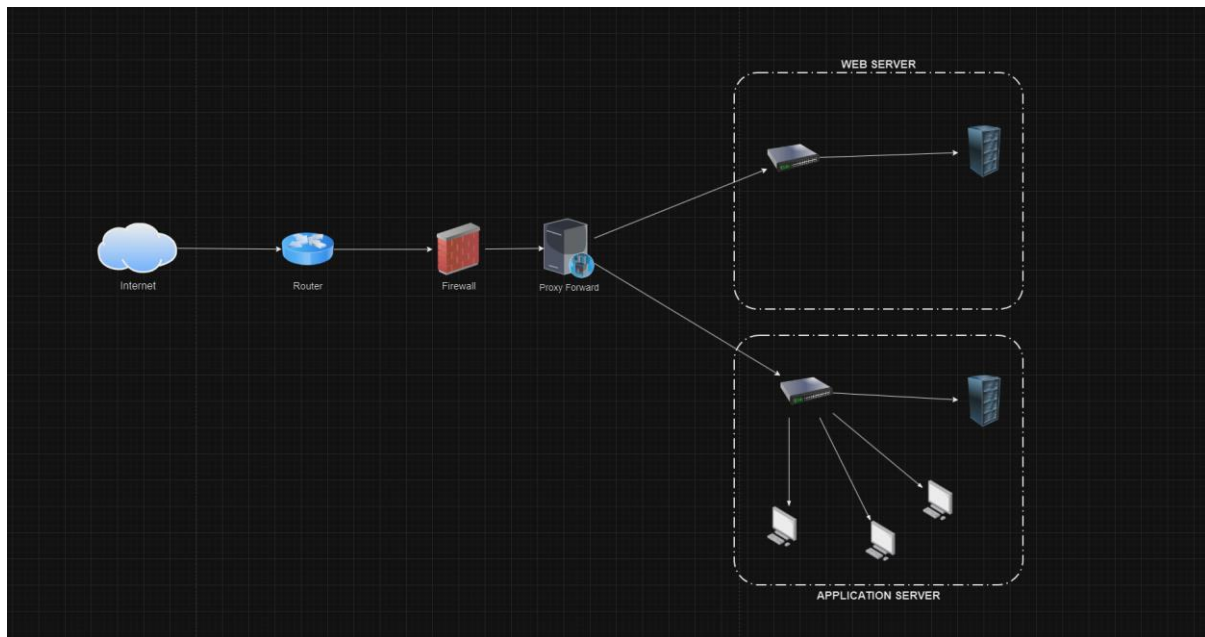 WEB SERVER
Internet
Router
Firewall
Proxy Forward
APPLICATION SERVER